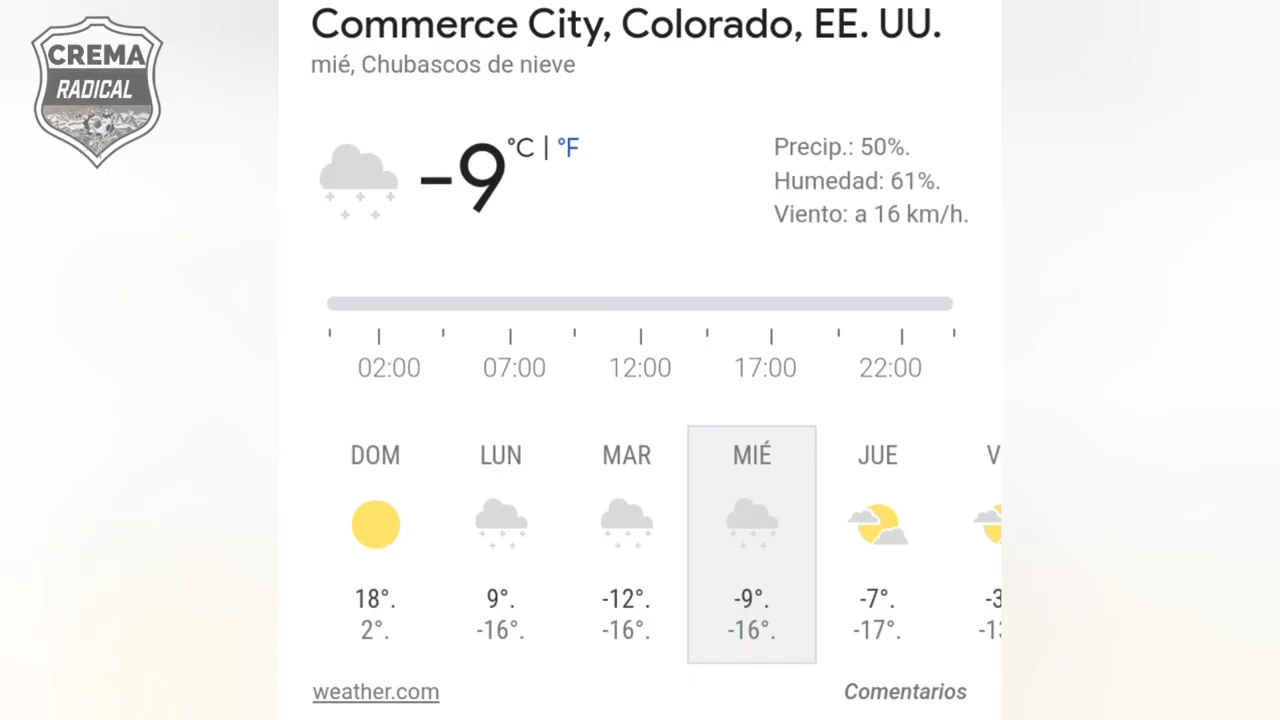 CREMA
RADICAL
Commerce City, Colorado, EE. UU.
mié, Chubascos de nieve
-9 °C | °F
Precip.: 50%.
Humedad: 61%.
Viento: a 16 km/h.
02:00 07:00 12:00 17:00 22:00
DOM LUN MAR MIÉ JUE V
18°. 9°. -12°. -9°. -7°. -3
2°. -16°. -16°. -16°. -17°. -13
weather.com Comentarios